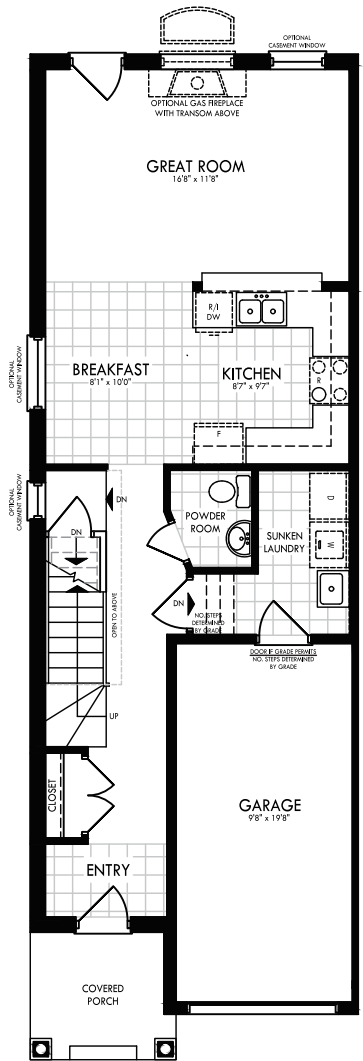 OPTIONAL
CASEMENT WINDOW
OPTIONAL GAS FIREPLACE
WITH TRANSOM ABOVE
GREAT ROOM
16'8" x 11'8"
R/I
DW
OPTIONAL
CASEMENT WINDOW
BREAKFAST
8'1" x 10'0"
KITCHEN
8'7" x 9'7"
R
F
OPTIONAL
CASEMENT WINDOW
DN
DN
POWDER
ROOM
SUNKEN
LAUNDRY
D
W
OPEN TO ABOVE
DN
NO. STEPS
DETERMINED
BY GRADE
DOOR IF GRADE PERMITS
NO. STEPS DETERMINED
BY GRADE
UP
CLOSET
GARAGE
9'8" x 19'8"
ENTRY
COVERED
PORCH